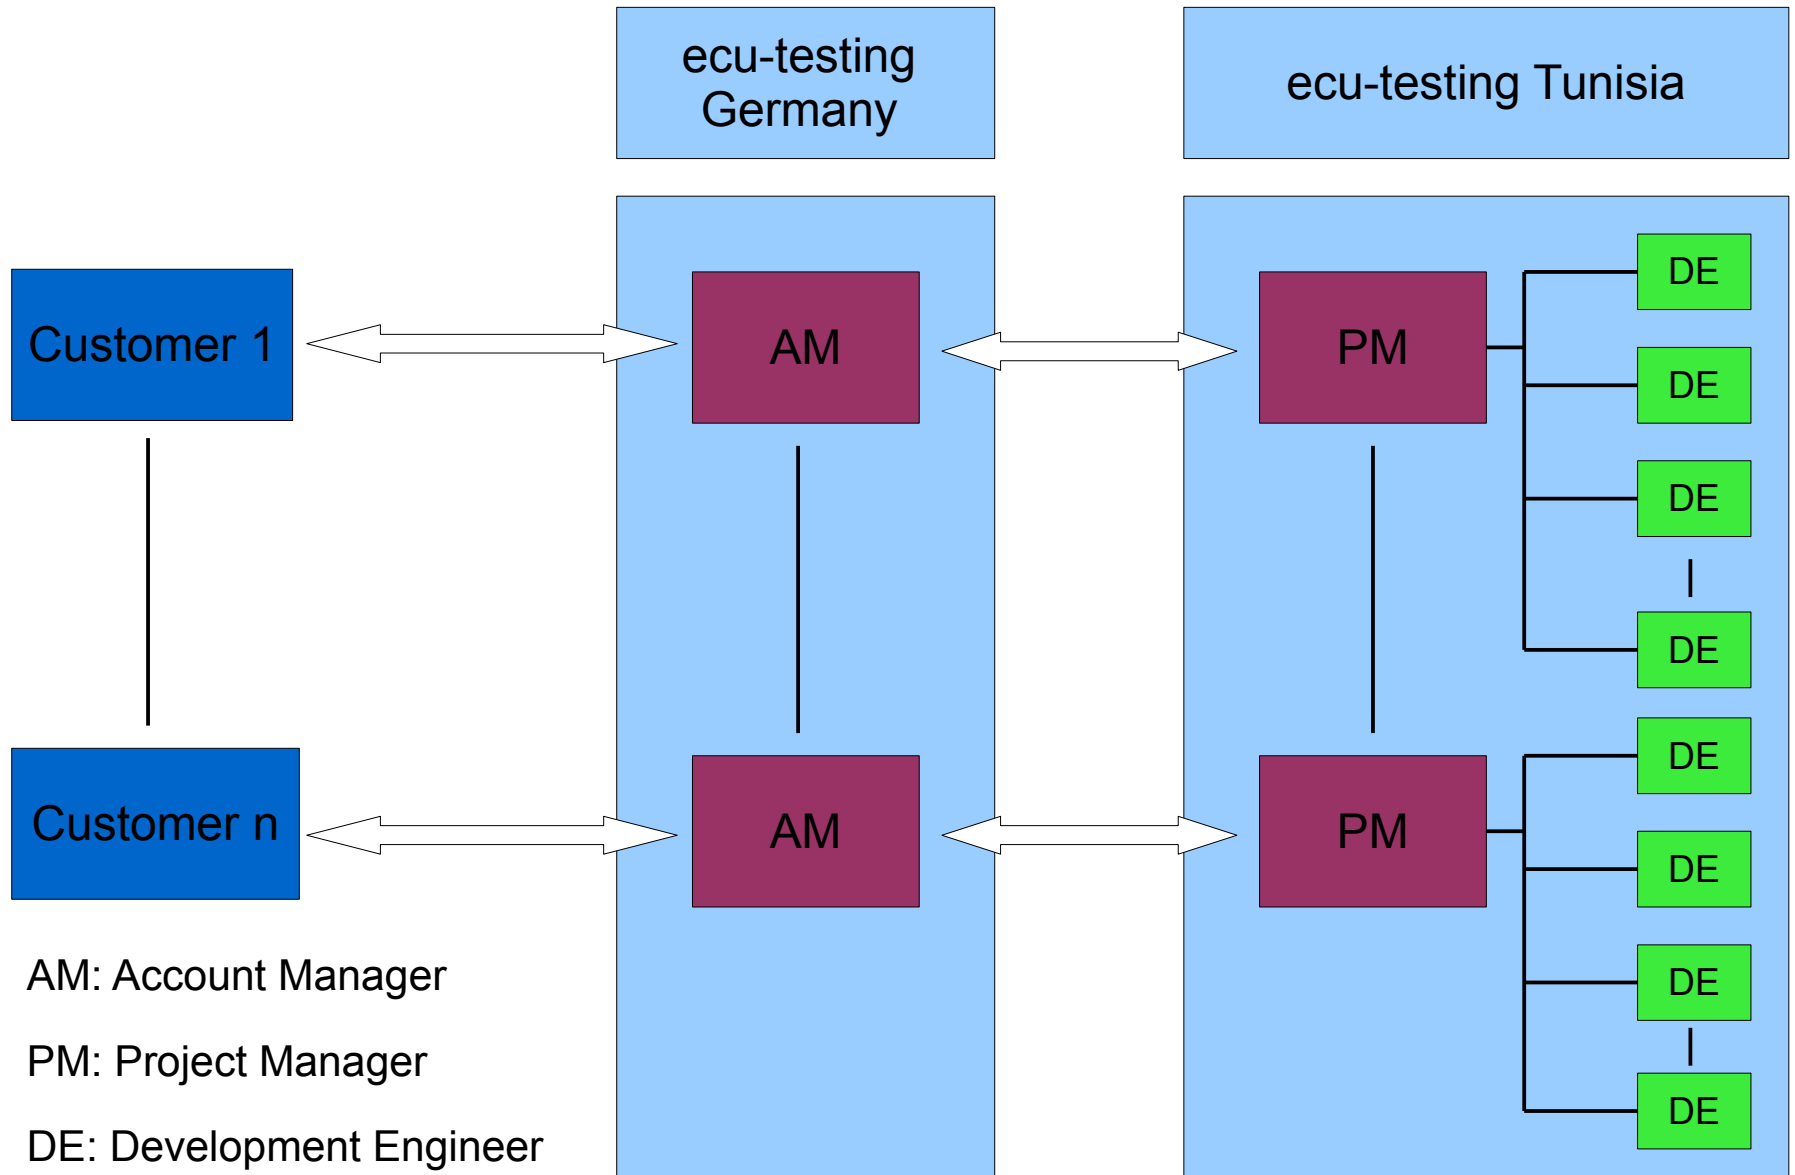 ecu-testing
Germany
ecu-testing Tunisia
Customer 1
AM
PM
DE
DE
DE
DE
Customer n
AM
PM
DE
DE
DE
DE
AM: Account Manager
PM: Project Manager
DE: Development Engineer